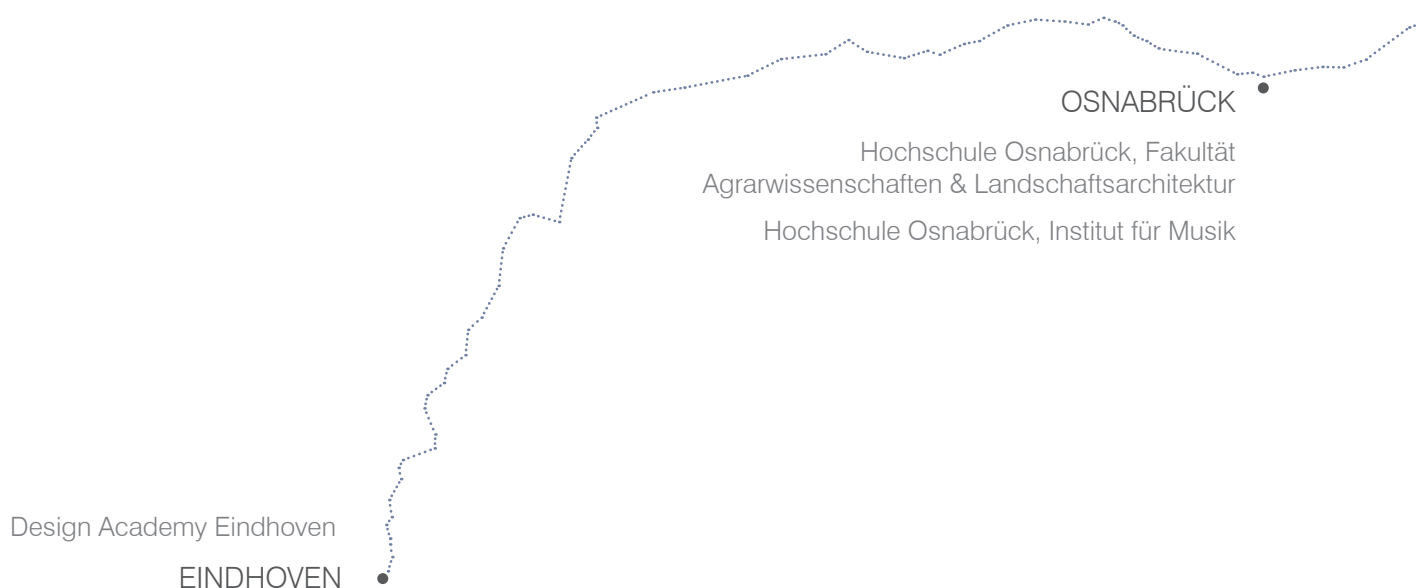 OSNABRÜCK
Hochschule Osnabrück, Fakultät
Agrarwissenschaften & Landschaftsarchitektur
Hochschule Osnabrück, Institut für Musik
Design Academy Eindhoven
EINDHOVEN